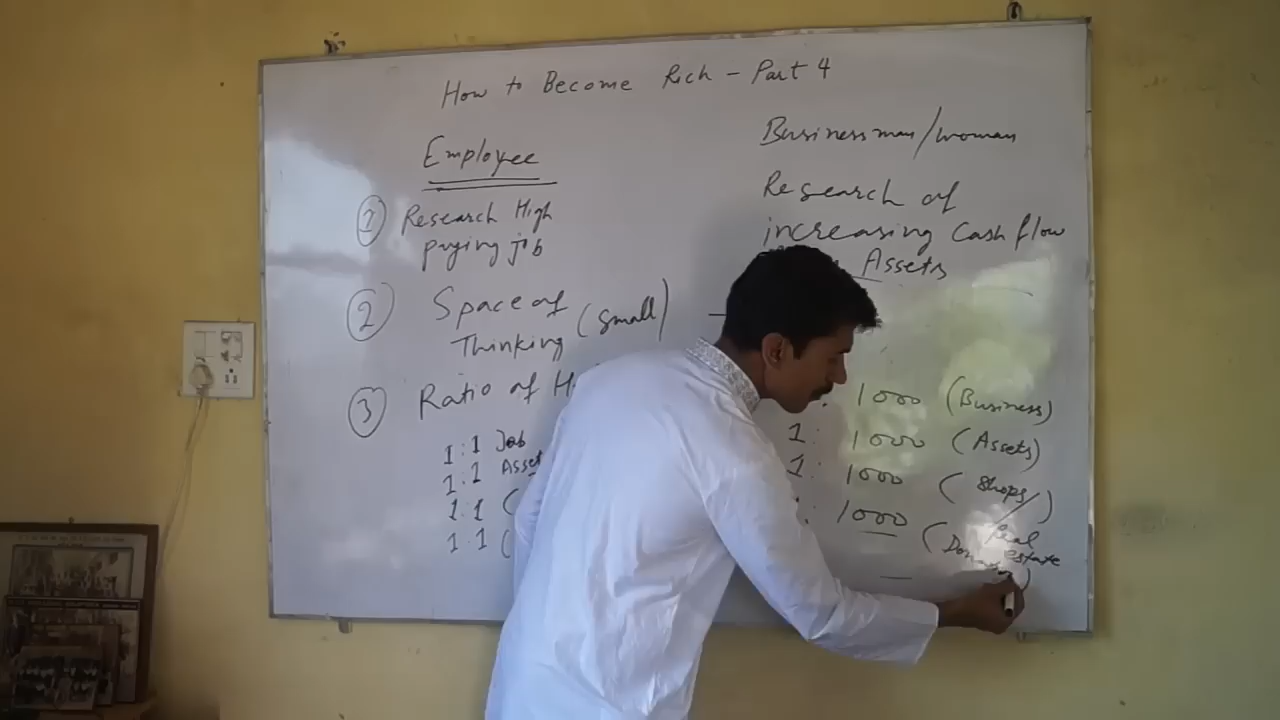 How to Become Rich - Part 4
Employee
Businessman/woman
1 Research High
paying job
Research of
increasing Cash flow
Assets
2 Space of
Thinking (Small)
3 Ratio of
1:1 Job
1:1
1:1 (
1:1 (
1000 (Business)
1: 1000 (Assets)
1: 1000 (Shops/
Real
estate)
: 1000 (